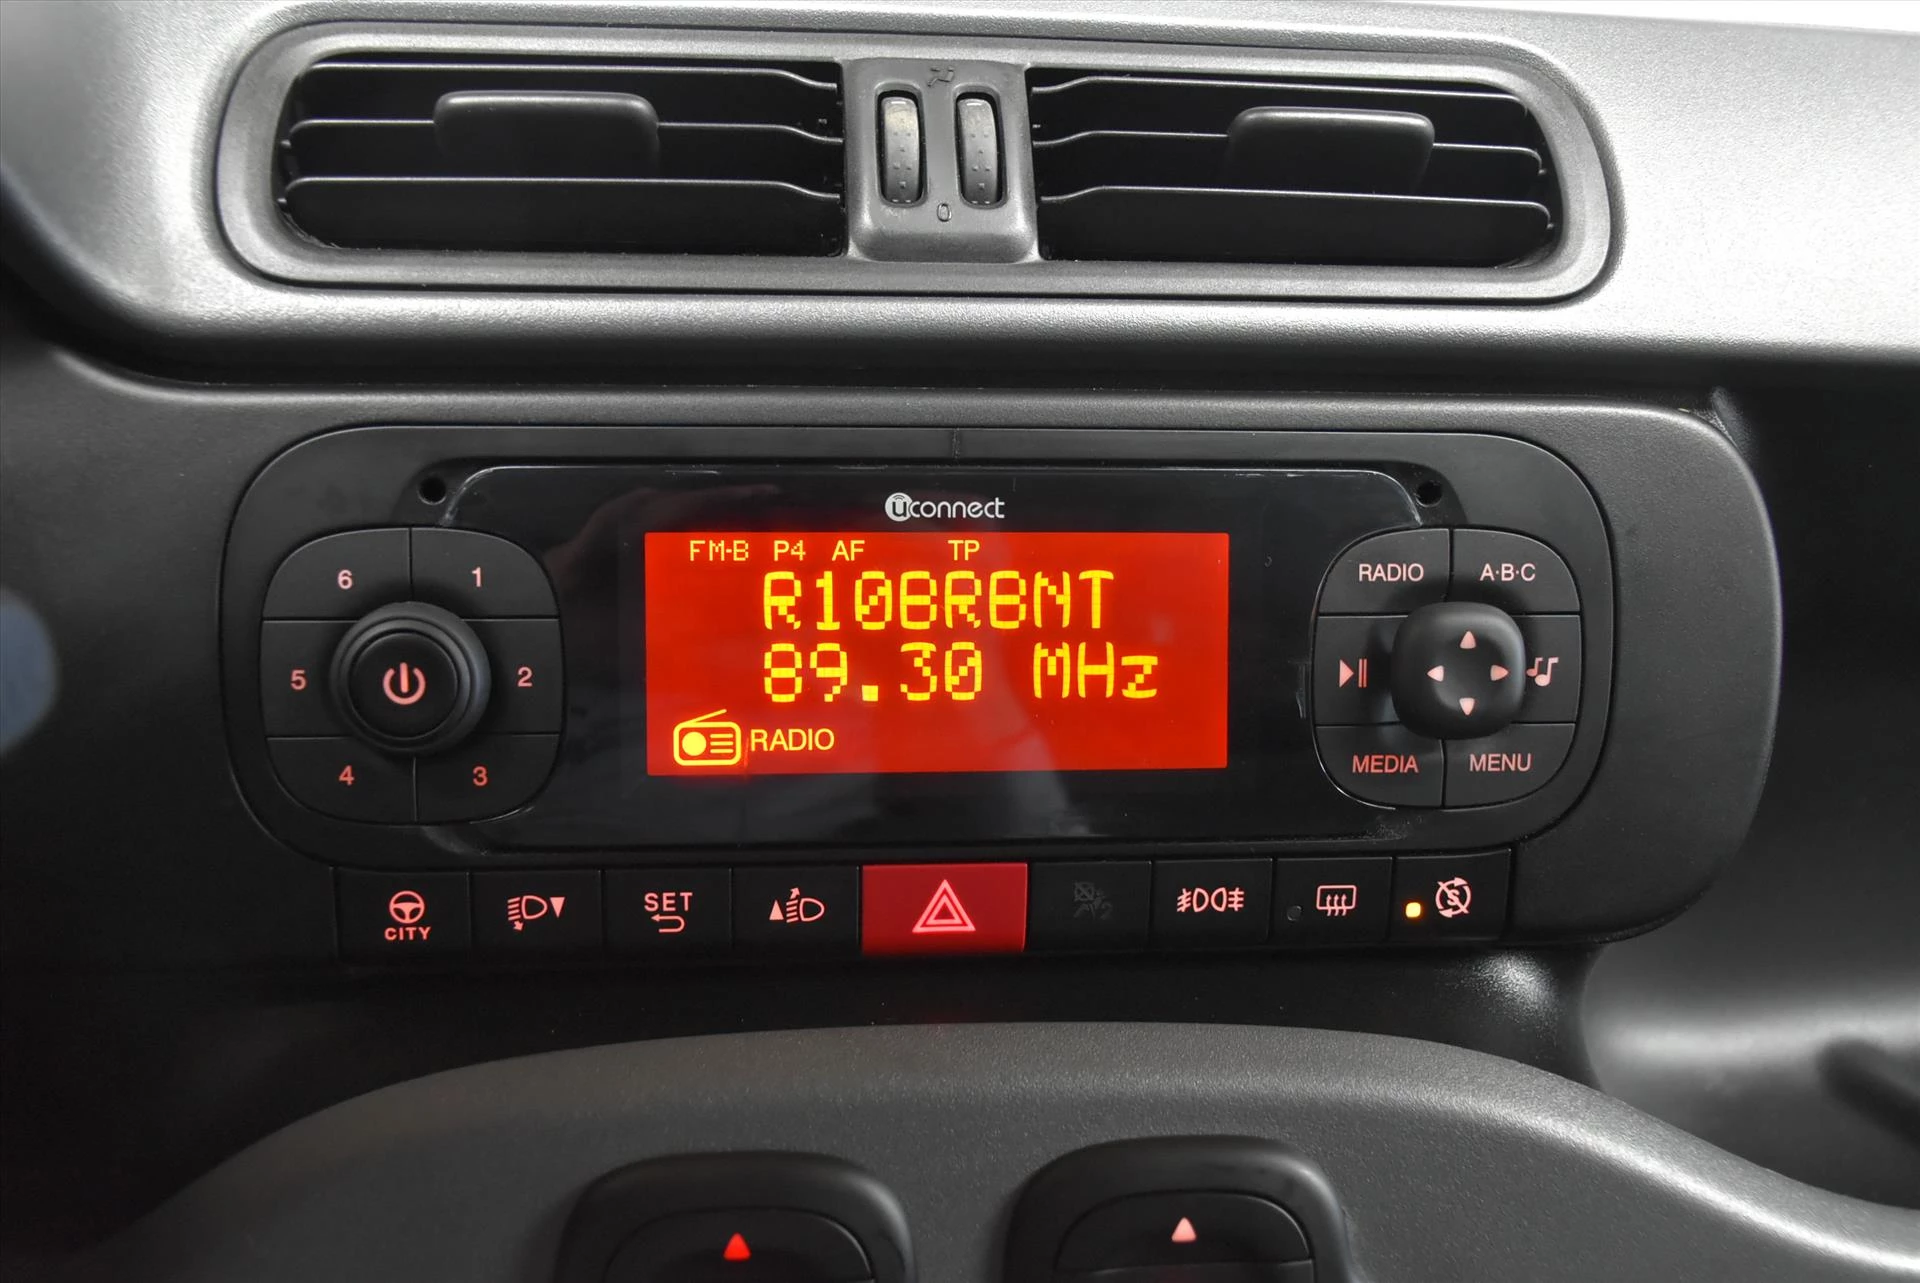 0
uconnect
FM-B P4 AF TP
R10BRBNT
89.30 MHz
RADIO
6 1
5 2
4 3
RADIO A·B·C
MEDIA MENU
CITY
SET